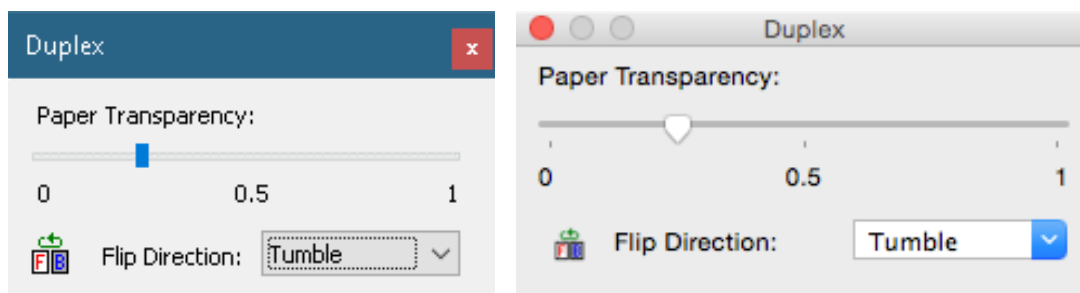 Duplex
x
Paper Transparency:
0 0.5 1
F B Flip Direction: Tumble
Duplex
Paper Transparency:
0 0.5 1
F B Flip Direction: Tumble